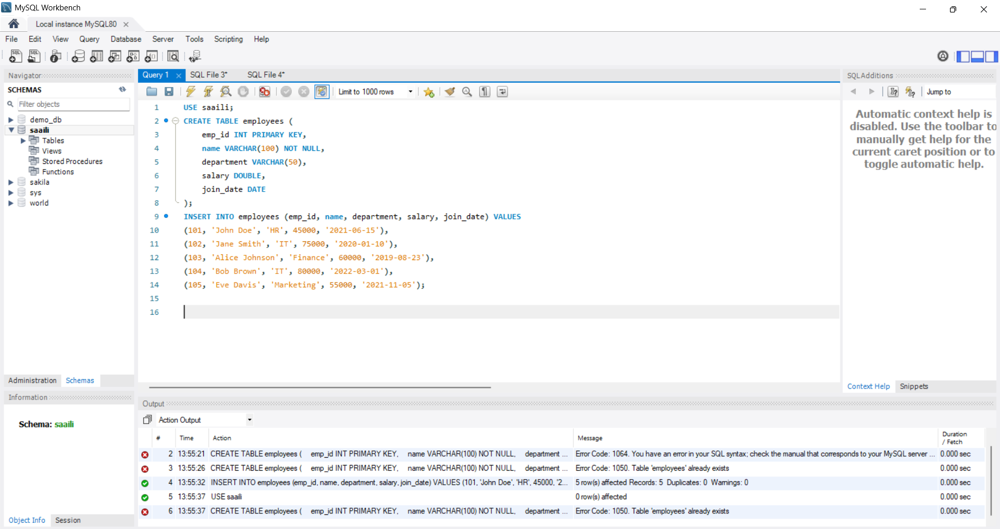 MySQL Workbench
Local instance MySQL80
File Edit View Query Database Server Tools Scripting Help
Navigator
SCHEMAS
Filter objects
demo_db
saaili
Tables
Views
Stored Procedures
Functions
sakila
sys
world
Administration Schemas
Information
Schema: saaili
Object Info Session
Query 1 SQL File 3* SQL File 4*
Limit to 1000 rows
1 USE saaili;
2 CREATE TABLE employees (
3 emp_id INT PRIMARY KEY,
4 name VARCHAR(100) NOT NULL,
5 department VARCHAR(50),
6 salary DOUBLE,
7 join_date DATE
8 );
9 INSERT INTO employees (emp_id, name, department, salary, join_date) VALUES
10 (101, 'John Doe', 'HR', 45000, '2021-06-15'),
11 (102, 'Jane Smith', 'IT', 75000, '2020-01-10'),
12 (103, 'Alice Johnson', 'Finance', 60000, '2019-08-23'),
13 (104, 'Bob Brown', 'IT', 80000, '2022-03-01'),
14 (105, 'Eve Davis', 'Marketing', 55000, '2021-11-05');
15
16
SQLAdditions
Jump to
Automatic context help is
disabled. Use the toolbar to
manually get help for the
current caret position or to
toggle automatic help.
Context Help Snippets
Output
Action Output
# Time Action Message Duration / Fetch
2 13:55:21 CREATE TABLE employees ( emp_id INT PRIMARY KEY, name VARCHAR(100) NOT NULL, department ... Error Code: 1064. You have an error in your SQL syntax; check the manual that corresponds to your MySQL server ... 0.000 sec
3 13:55:26 CREATE TABLE employees ( emp_id INT PRIMARY KEY, name VARCHAR(100) NOT NULL, department ... Error Code: 1050. Table 'employees' already exists 0.000 sec
4 13:55:32 INSERT INTO employees (emp_id, name, department, salary, join_date) VALUES (101, 'John Doe', 'HR', 45000, '2... 5 row(s) affected Records: 5 Duplicates: 0 Warnings: 0 0.000 sec
5 13:55:37 USE saaili 0 row(s) affected 0.000 sec
6 13:55:37 CREATE TABLE employees ( emp_id INT PRIMARY KEY, name VARCHAR(100) NOT NULL, department ... Error Code: 1050. Table 'employees' already exists 0.000 sec